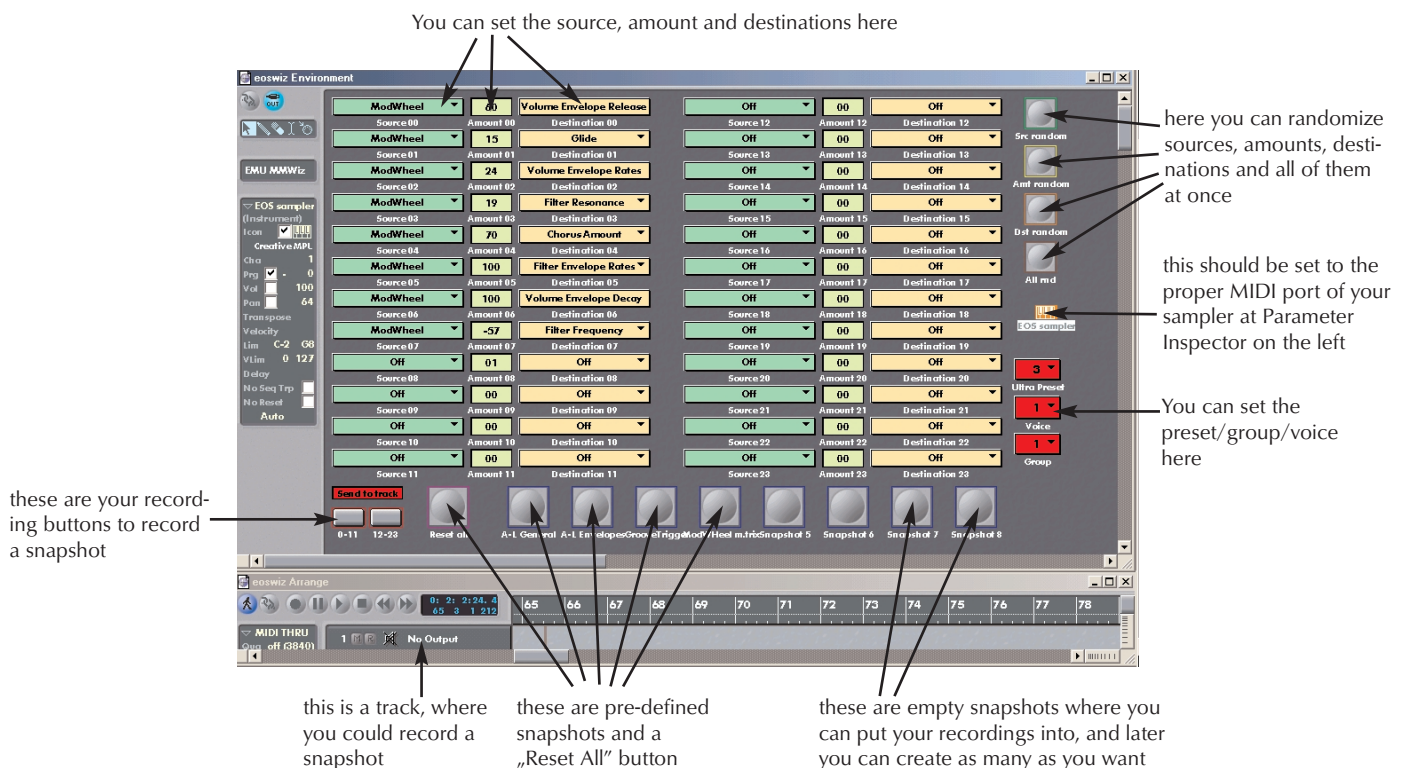 You can set the source, amount and destinations here
eoswiz Environment
OUT
EMU MMWiz
EOS sampler
(Instrument)
Icon
Creative MPL
Cha 1
Prg - 0
Vol 100
Pan 64
Transpose
Velocity
Lim C-2 G8
VLim 0 127
Delay
No Seq Trp
No Reset
Auto
ModWheel 60 Volume Envelope Release Off 00 Off
Source 00 Amount 00 Destination 00 Source 12 Amount 12 Destination 12
ModWheel 15 Glide Off 00 Off
Source 01 Amount 01 Destination 01 Source 13 Amount 13 Destination 13
ModWheel 24 Volume Envelope Rates Off 00 Off
Source 02 Amount 02 Destination 02 Source 14 Amount 14 Destination 14
ModWheel 19 Filter Resonance Off 00 Off
Source 03 Amount 03 Destination 03 Source 15 Amount 15 Destination 15
ModWheel 70 Chorus Amount Off 00 Off
Source 04 Amount 04 Destination 04 Source 16 Amount 16 Destination 16
ModWheel 100 Filter Envelope Rates Off 00 Off
Source 05 Amount 05 Destination 05 Source 17 Amount 17 Destination 17
ModWheel 100 Volume Envelope Decay Off 00 Off
Source 06 Amount 06 Destination 06 Source 18 Amount 18 Destination 18
ModWheel -57 Filter Frequency Off 00 Off
Source 07 Amount 07 Destination 07 Source 19 Amount 19 Destination 19
Off 01 Off Off 00 Off
Source 08 Amount 08 Destination 08 Source 20 Amount 20 Destination 20
Off 00 Off Off 00 Off
Source 09 Amount 09 Destination 09 Source 21 Amount 21 Destination 21
Off 00 Off Off 00 Off
Source 10 Amount 10 Destination 10 Source 22 Amount 22 Destination 22
Off 00 Off Off 00 Off
Source 11 Amount 11 Destination 11 Source 23 Amount 23 Destination 23
Src random
Amt random
Dst random
All rnd
EOS sampler
3
Ultra Preset
1
Voice
1
Group
here you can randomize
sources, amounts, desti-
nations and all of them
at once
this should be set to the
proper MIDI port of your
sampler at Parameter
Inspector on the left
You can set the
preset/group/voice
here
these are your record-
ing buttons to record
a snapshot
Send to track
0-11 12-23 Reset all A-L General A-L Envelopes GrooveTrigger ModWHeel m.trix Snapshot 5 Snapshot 6 Snapshot 7 Snapshot 8
eoswiz Arrange
0: 2: 2:24. 4
65 3 1 212
65 66 67 68 69 70 71 72 73 74 75 76 77 78
MIDI THRU
Qua off (3840)
1 M R No Output
this is a track, where
you could record a
snapshot
these are pre-defined
snapshots and a
„Reset All” button
these are empty snapshots where you
can put your recordings into, and later
you can create as many as you want